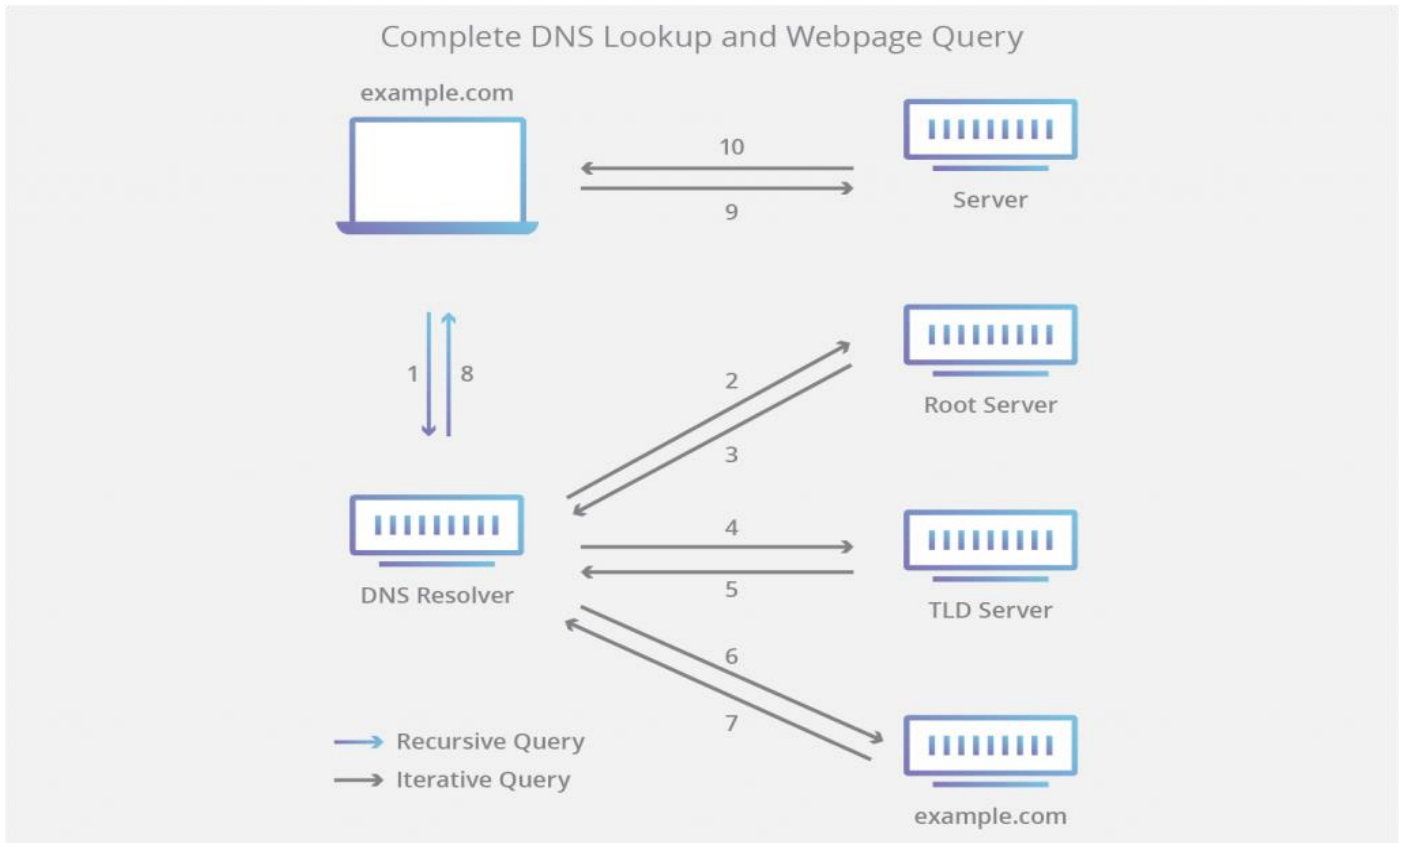 Complete DNS Lookup and Webpage Query
example.com
10
9
Server
1
8
2
3
Root Server
DNS Resolver
4
5
TLD Server
6
7
example.com
Recursive Query
Iterative Query